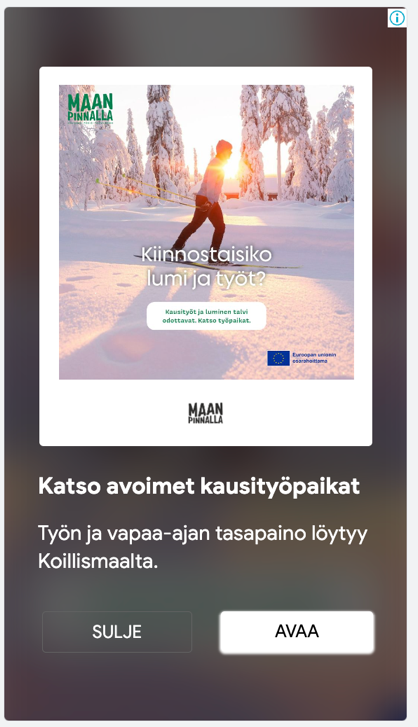 MAAN
PINNALLA
Kiinnostaisiko
lumi ja työt?
Kausityöt ja luminen talvi
odottavat. Katso työpaikat.
Euroopan unionin
osarahoittama
MAAN
PINNALLA
Katso avoimet kausityöpaikat
Työn ja vapaa-ajan tasapaino löytyy
Koillismaalta.
SULJE
AVAA